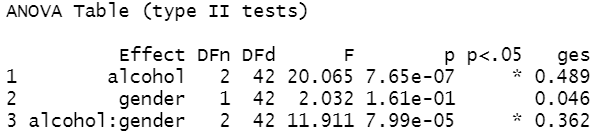 ANOVA Table (type II tests)
Effect DFn DFd F p p<.05 ges
1 alcohol 2 42 20.065 7.65e-07 * 0.489
2 gender 1 42 2.032 1.61e-01 0.046
3 alcohol:gender 2 42 11.911 7.99e-05 * 0.362